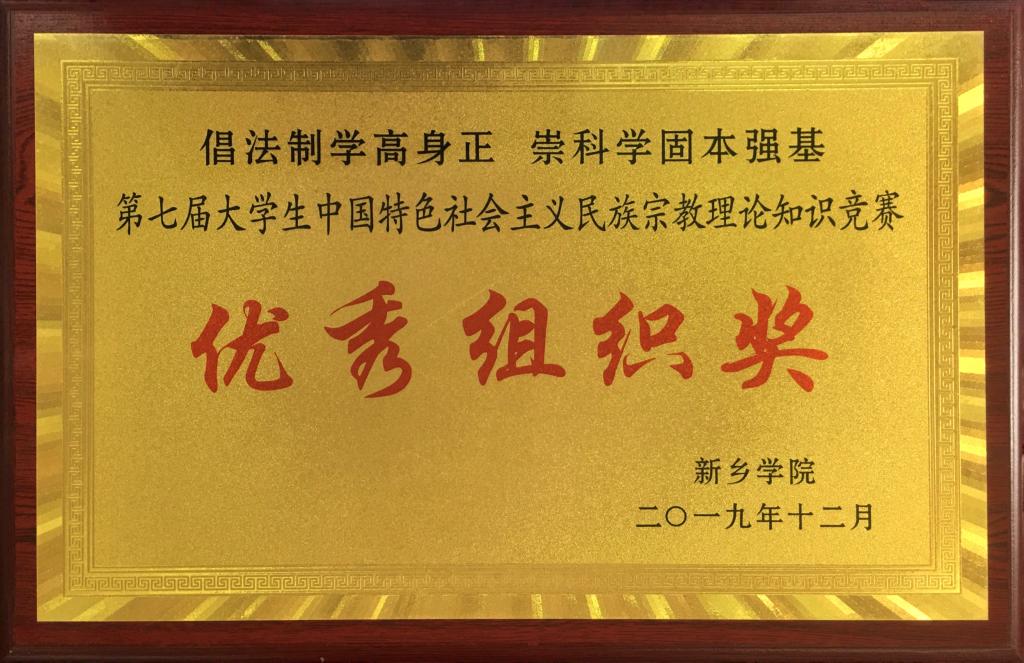 倡法制学高身正 崇科学固本强基
第七届大学生中国特色社会主义民族宗教理论知识竞赛
优秀组织奖
新乡学院
二〇一九年十二月